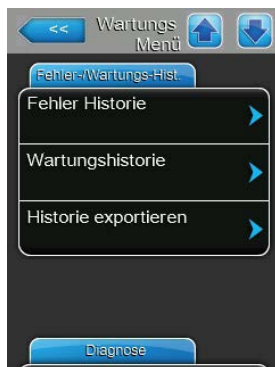 << Wartungs
Menü
Fehler-/Wartungs-Hist.
Fehler Historie
Wartungshistorie
Historie exportieren
Diagnose